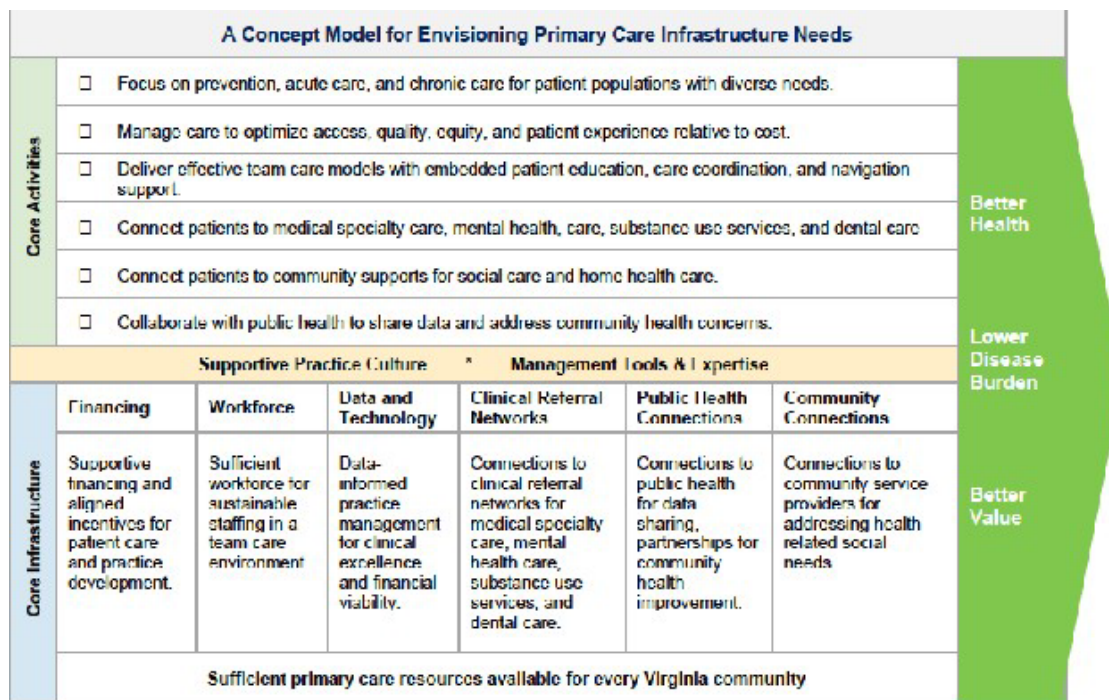 A Concept Model for Envisioning Primary Care Infrastructure Needs
Core Activities
☐ Focus on prevention, acute care, and chronic care for patient populations with diverse needs.
☐ Manage care to optimize access, quality, equity, and patient experience relative to cost.
☐ Deliver effective team care models with embedded patient education, care coordination, and navigation
support.
☐ Connect patients to medical specialty care, mental health, care, substance use services, and dental care
☐ Connect patients to community supports for social care and home health care.
☐ Collaborate with public health to share data and address community health concerns.
Supportive Practice Culture * Management Tools & Expertise
Core Infrastructure
Financing
Supportive
financing and
aligned
incentives for
patient care
and practice
development.
Workforce
Sufficient
workforce for
sustainable
staffing in a
team care
environment
Data and
Technology
Data-
informed
practice
management
for clinical
excellence
and financial
viability.
Clinical Referral
Networks
Connections to
clinical referral
networks for
medical specialty
care, mental
health care,
substance use
services, and
dental care.
Public Health
Connections
Connections to
public health
for data
sharing,
partnerships for
community
health
improvement.
Community
Connections
Connections to
community service
providers for
addressing health
related social
needs
Sufficient primary care resources available for every Virginia community
Better
Health
Lower
Disease
Burden
Better
Value